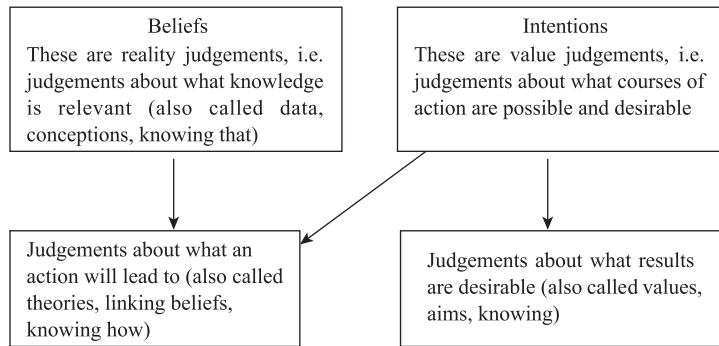 Beliefs
These are reality judgements, i.e.
judgements about what knowledge
is relevant (also called data,
conceptions, knowing that)
Intentions
These are value judgements, i.e.
judgements about what courses of
action are possible and desirable
Judgements about what an
action will lead to (also called
theories, linking beliefs,
knowing how)
Judgements about what results
are desirable (also called values,
aims, knowing)